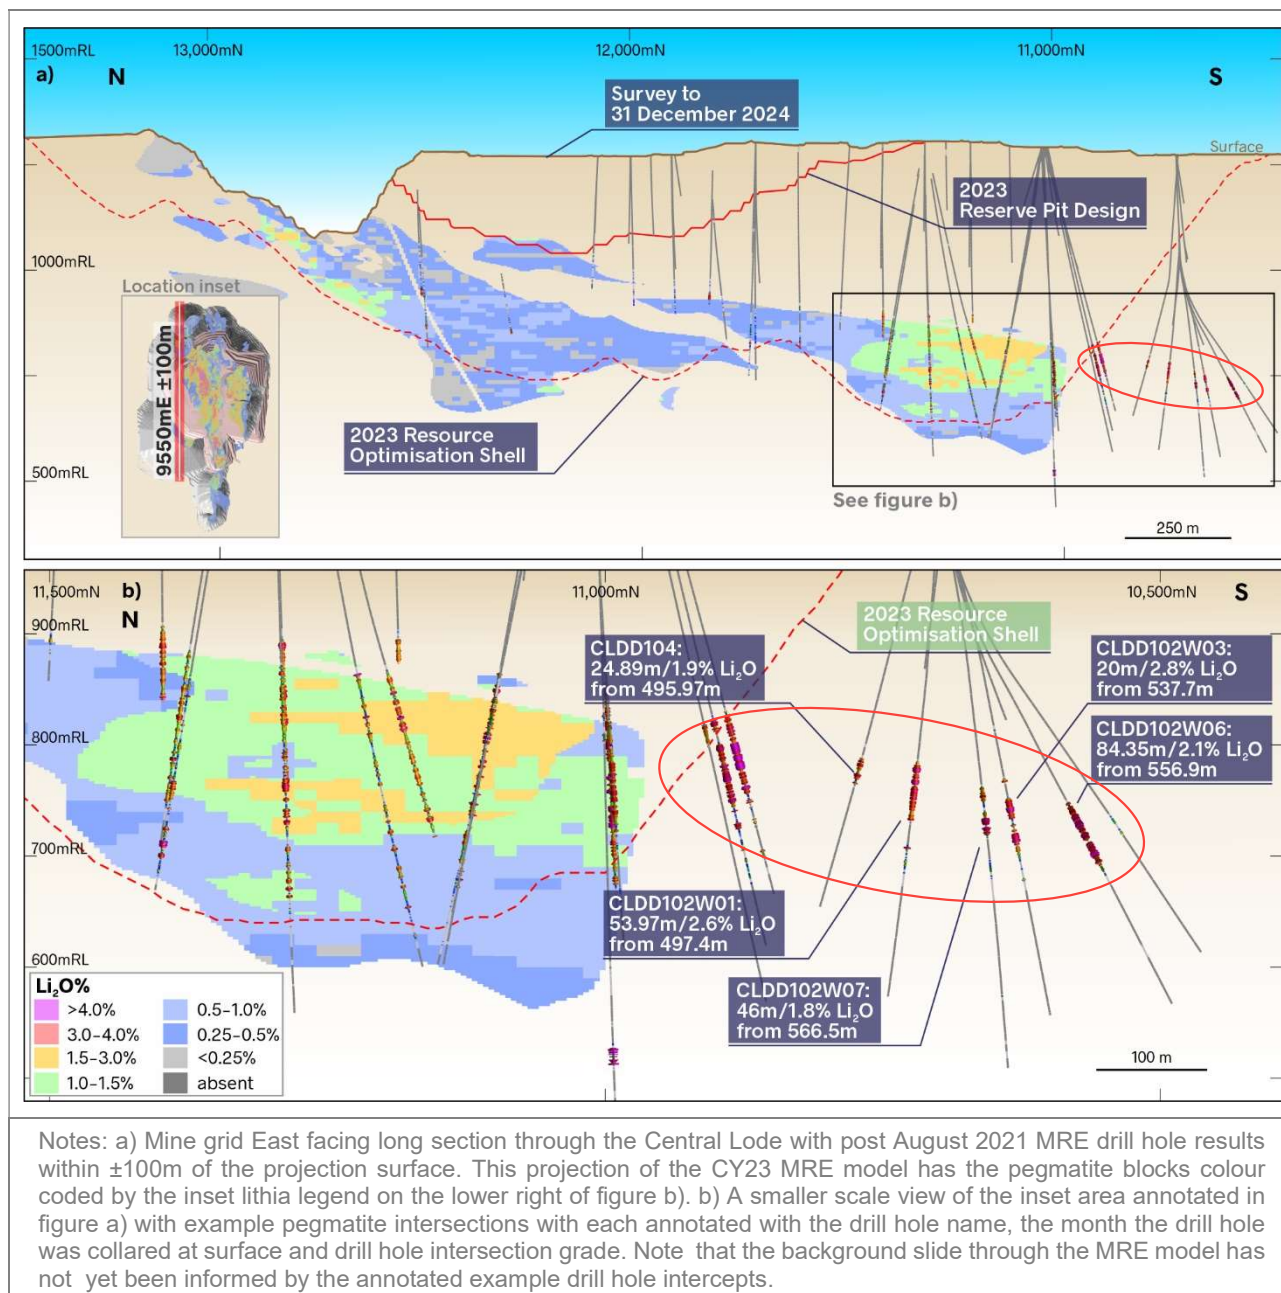 1500mRL
13,000mN
12,000mN
11,000mN
a)
N
S
Survey to
31 December 2024
Surface
2023
Reserve Pit Design
1000mRL
Location inset
9550mE ±100m
2023 Resource
Optimisation Shell
500mRL
See figure b)
250 m
11,500mN
b)
N
11,000mN
10,500mN
S
900mRL
2023 Resource
Optimisation Shell
CLDD104:
24.89m/1.9% Li₂O
from 495.97m
CLDD102W03:
20m/2.8% Li₂O
from 537.7m
CLDD102W06:
84.35m/2.1% Li₂O
from 556.9m
800mRL
700mRL
CLDD102W01:
53.97m/2.6% Li₂O
from 497.4m
600mRL
CLDD102W07:
46m/1.8% Li₂O
from 566.5m
Li₂O%
>4.0%
0.5–1.0%
3.0–4.0%
0.25–0.5%
1.5–3.0%
<0.25%
1.0–1.5%
absent
100 m
Notes: a) Mine grid East facing long section through the Central Lode with post August 2021 MRE drill hole results
within ±100m of the projection surface. This projection of the CY23 MRE model has the pegmatite blocks colour
coded by the inset lithia legend on the lower right of figure b). b) A smaller scale view of the inset area annotated in
figure a) with example pegmatite intersections with each annotated with the drill hole name, the month the drill hole
was collared at surface and drill hole intersection grade. Note that the background slide through the MRE model has
not yet been informed by the annotated example drill hole intercepts.